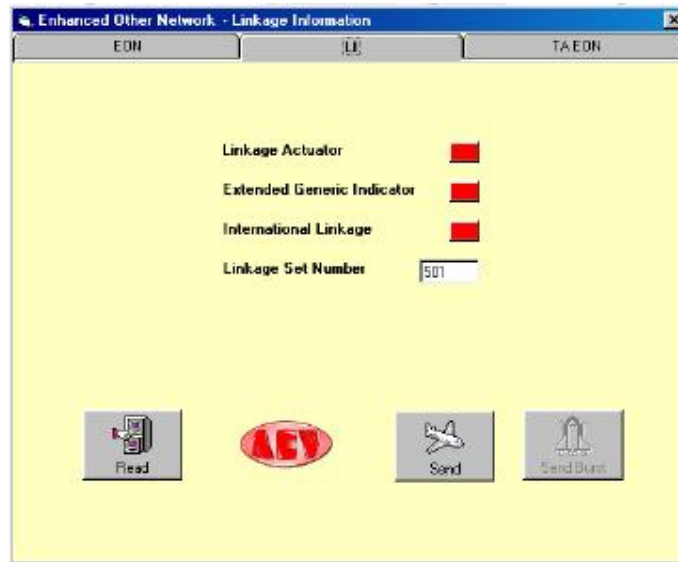 Enhanced Other Network - Linkage Information
EON LI TA EON
Linkage Actuator
Extended Generic Indicator
International Linkage
Linkage Set Number 501
Read AEV Send Send Burst